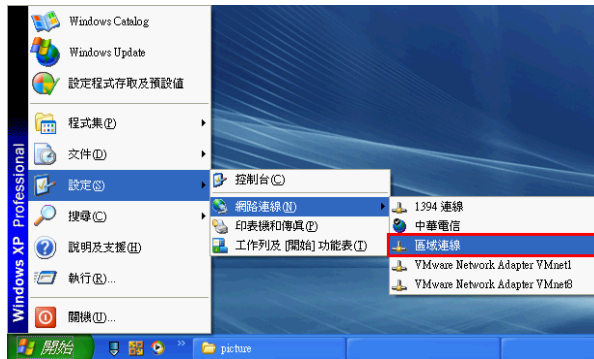 Windows Catalog
Windows Update
設定程式存取及預設值
程式集(P)
文件(D)
設定(S)
搜尋(C)
說明及支援(H)
執行(R)...
關機(U)...
Windows XP Professional
控制台(C)
網路連線(N)
印表機和傳真(P)
工作列及 [開始] 功能表(T)
1394 連線
中華電信
區域連線
VMware Network Adapter VMnet1
VMware Network Adapter VMnet8
開始
picture